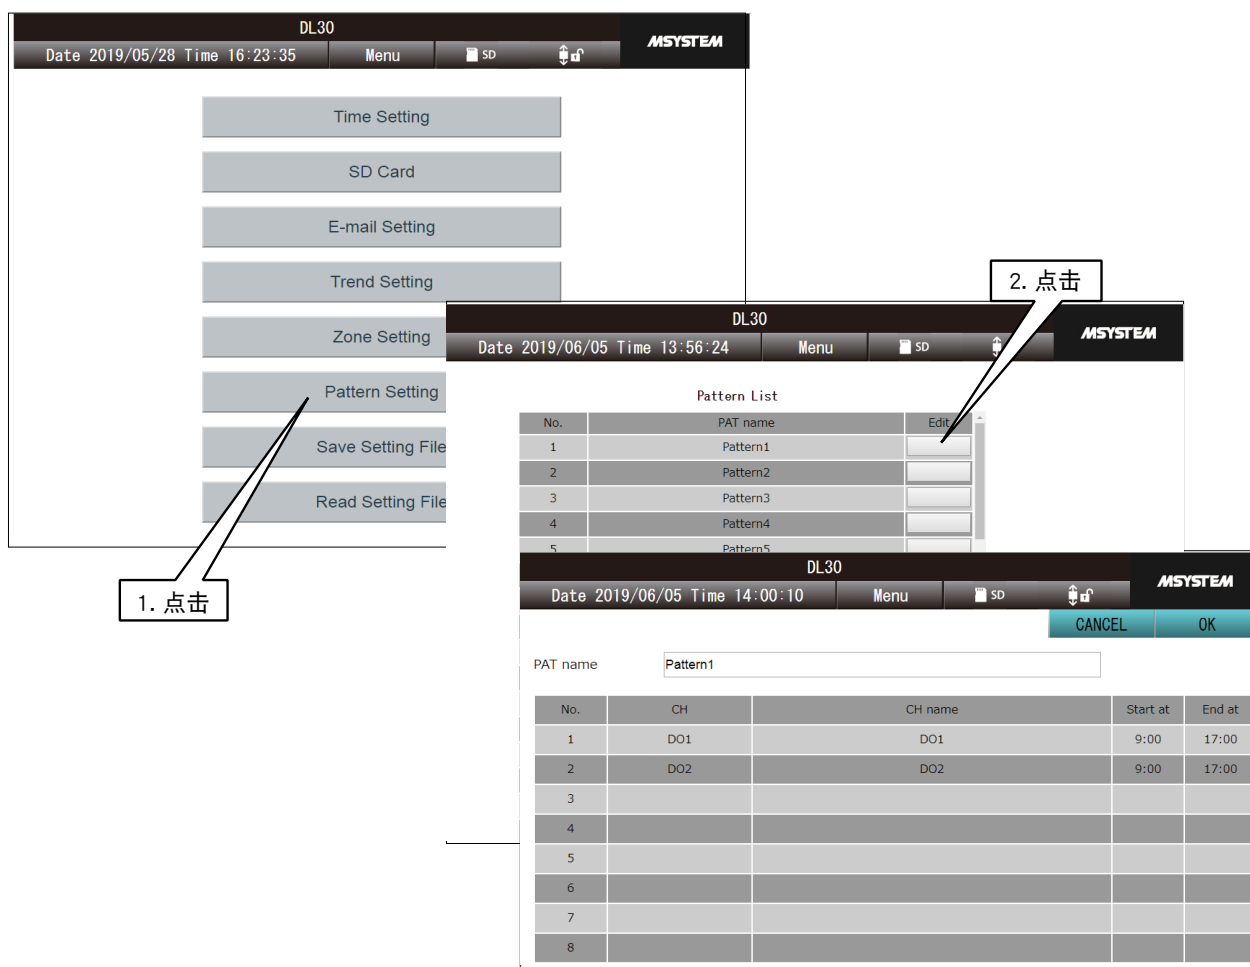 DL30
MSYSTEM
Date 2019/05/28 Time 16:23:35 Menu SD
Time Setting
SD Card
E-mail Setting
Trend Setting
Zone Setting
Pattern Setting
Save Setting File
Read Setting File
1. 点击
2. 点击
DL30
MSYSTEM
Date 2019/06/05 Time 13:56:24 Menu SD
Pattern List
No. PAT name Edit
1 Pattern1
2 Pattern2
3 Pattern3
4 Pattern4
5 Pattern5
DL30
MSYSTEM
Date 2019/06/05 Time 14:00:10 Menu SD
CANCEL OK
PAT name Pattern1
No. CH CH name Start at End at
1 DO1 DO1 9:00 17:00
2 DO2 DO2 9:00 17:00
3
4
5
6
7
8